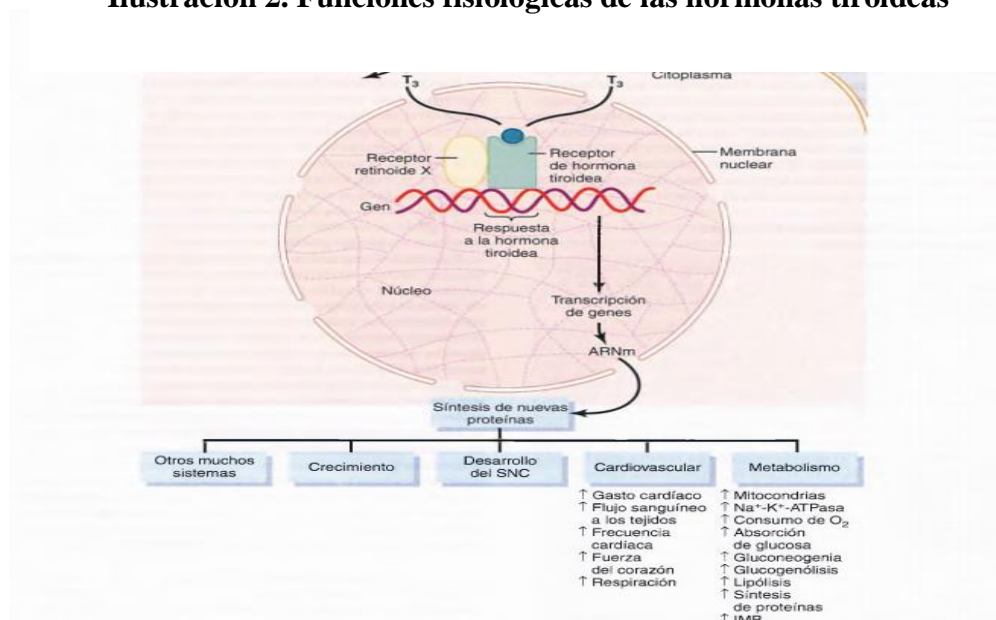 Ilustración 2. Funciones fisiológicas de las hormonas tiroideas
T3
T3
Citoplasma
Receptor
retinoide X
Receptor
de hormona
tiroidea
Membrana
nuclear
Gen
Respuesta
a la hormona
tiroidea
Núcleo
Transcripción
de genes
ARNm
Síntesis de nuevas
proteínas
Otros muchos
sistemas
Crecimiento
Desarrollo
del SNC
Cardiovascular
Metabolismo
↑ Gasto cardíaco
↑ Flujo sanguíneo
a los tejidos
↑ Frecuencia
cardíaca
↑ Fuerza
del corazón
↑ Respiración
↑ Mitocondrias
↑ Na⁺-K⁺-ATPasa
↑ Consumo de O₂
↑ Absorción
de glucosa
↑ Gluconeogenia
↑ Glucogenólisis
↑ Lipólisis
↑ Síntesis
de proteínas